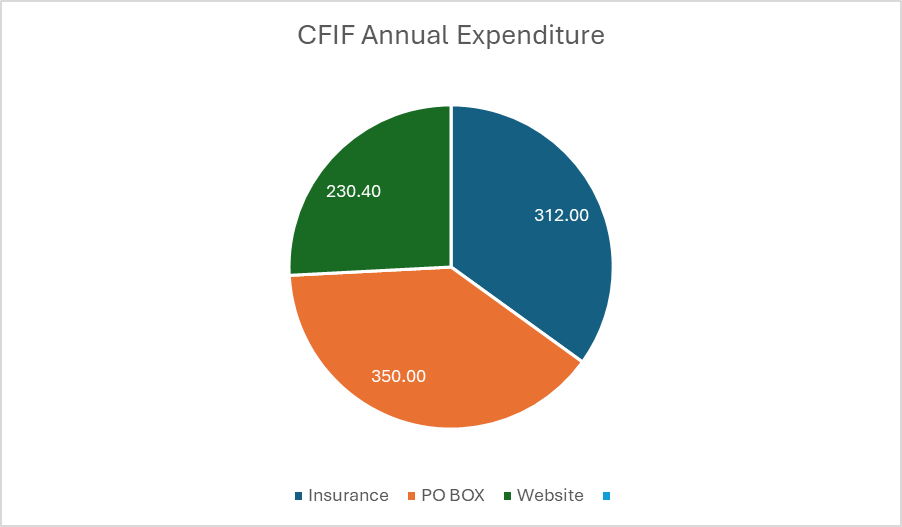 CFIF Annual Expenditure
230.40
312.00
350.00
Insurance PO BOX Website